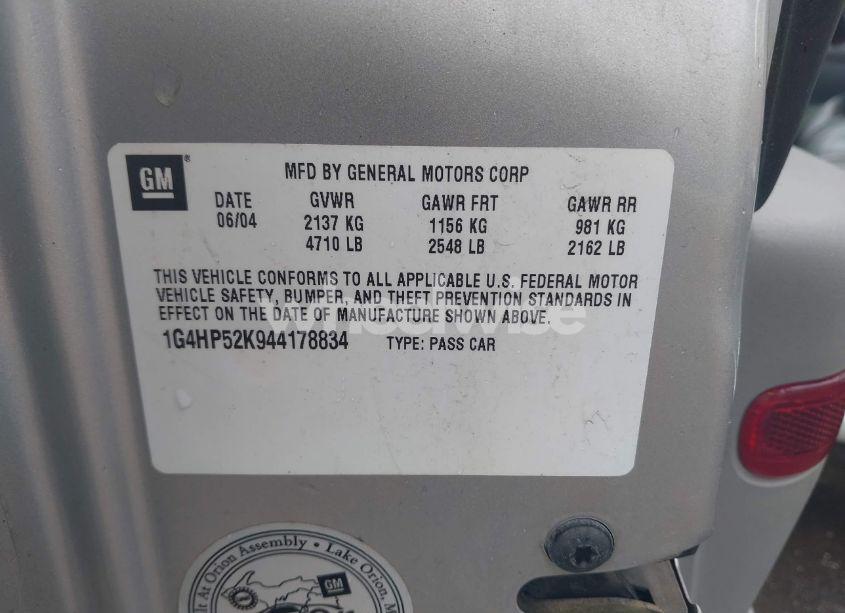 GM
MFD BY GENERAL MOTORS CORP
DATE GVWR GAWR FRT GAWR RR
06/04 2137 KG 1156 KG 981 KG
4710 LB 2548 LB 2162 LB
THIS VEHICLE CONFORMS TO ALL APPLICABLE U.S. FEDERAL MOTOR
VEHICLE SAFETY, BUMPER, AND THEFT PREVENTION STANDARDS IN
EFFECT ON THE DATE OF MANUFACTURE SHOWN ABOVE.
wheelwise
1G4HP52K944178834 TYPE: PASS CAR
At Orion Assembly • Lake Orion,
GM